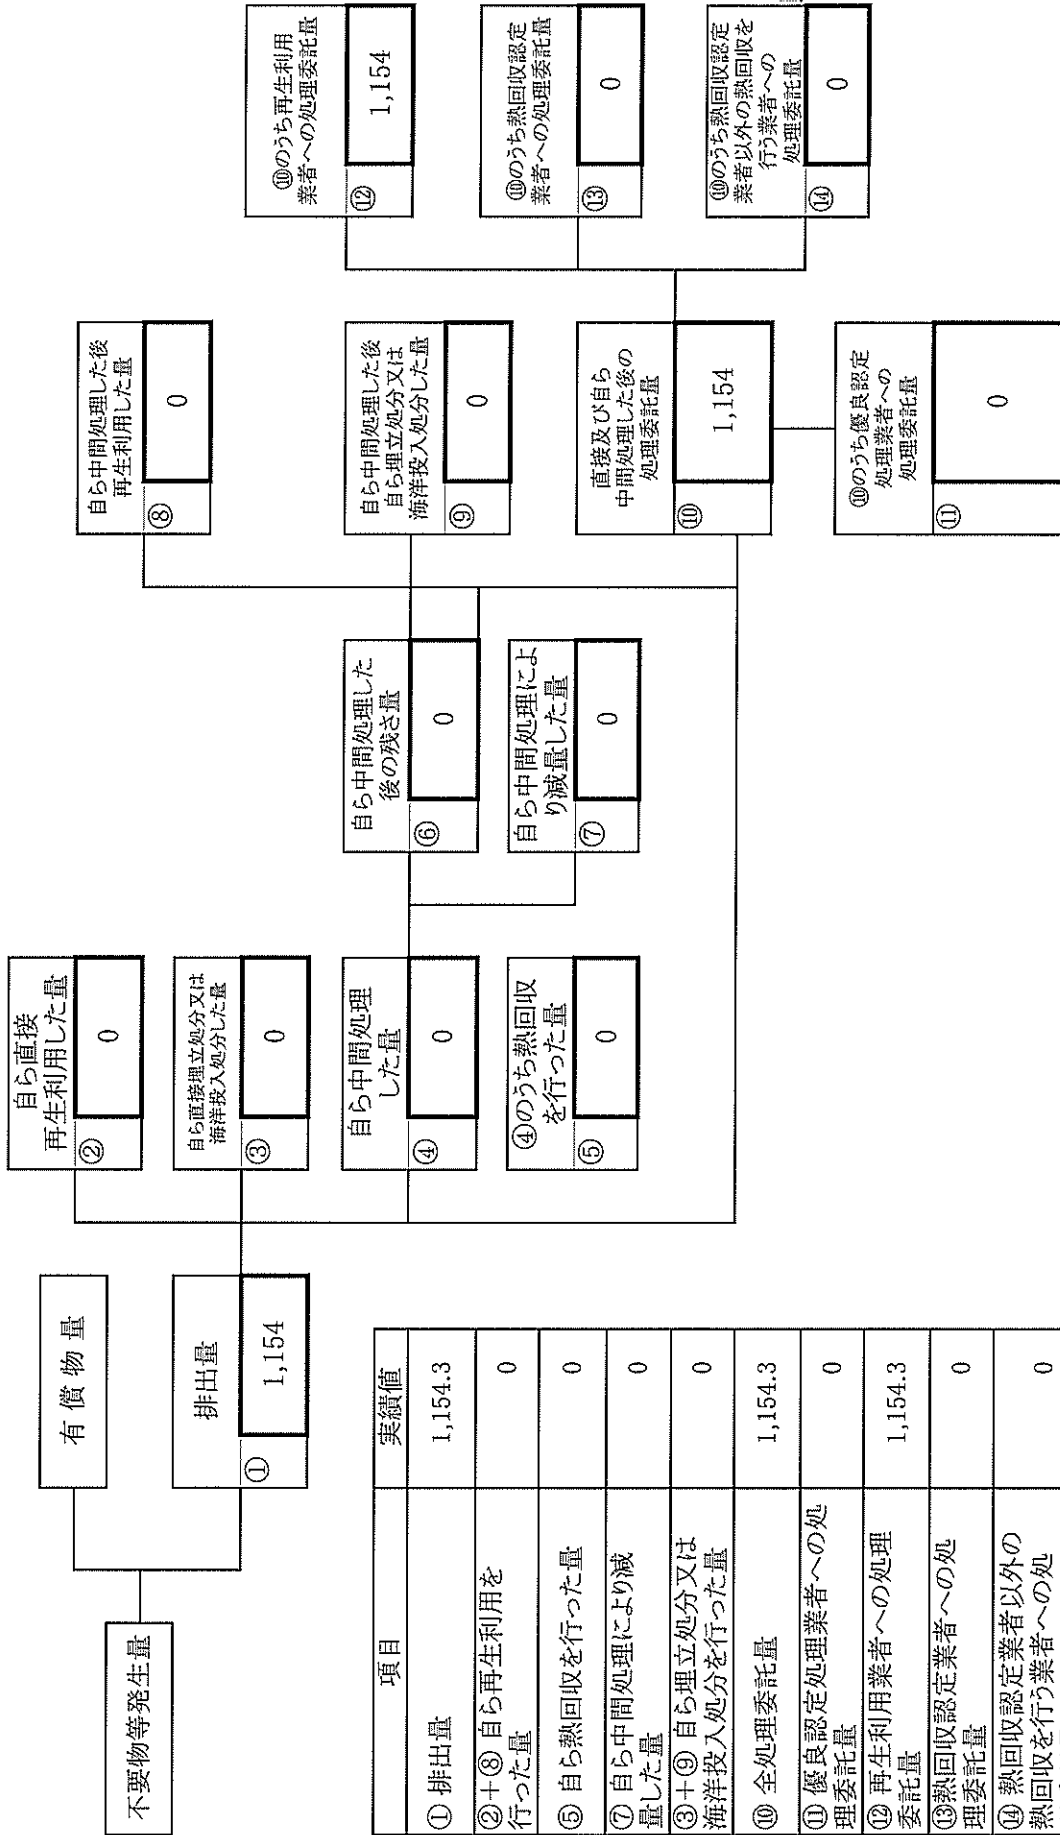 不要物等発生量
有償物量
排出量
①
1,154
自ら直接
再生利用した量
②
0
自ら直接埋立処分又は
海洋投入処分した量
③
0
自ら中間処理
した量
④
0
④のうち熱回収
を行った量
⑤
0
自ら中間処理した
後の残さ量
⑥
0
自ら中間処理によ
り減量した量
⑦
0
自ら中間処理した後
再生利用した量
⑧
0
自ら中間処理した後
自ら埋立処分又は
海洋投入処分した量
⑨
0
直接及び自ら
中間処理した後の
処理委託量
⑩
1,154
⑩のうち優良認定
処理業者への
処理委託量
⑪
0
⑩のうち再生利用
業者への処理委託量
⑫
1,154
⑩のうち熱回収認定
業者への処理委託量
⑬
0
⑩のうち熱回収認定
業者以外の熱回収を
行う業者への
処理委託量
⑭
0
項目 実績値
① 排出量 1,154.3
②+⑧ 自ら再生利用を
行った量 0
⑤ 自ら熱回収を行った量 0
⑦ 自ら中間処理により減
量した量 0
③+⑨ 自ら埋立処分又は
海洋投入処分を行った量 0
⑩ 全処理委託量 1,154.3
⑪ 優良認定処理業者への処
理委託量 0
⑫ 再生利用業者への処理
委託量 1,154.3
⑬熱回収認定業者への処
理委託量 0
⑭ 熱回収認定業者以外の
熱回収を行う業者への処 0